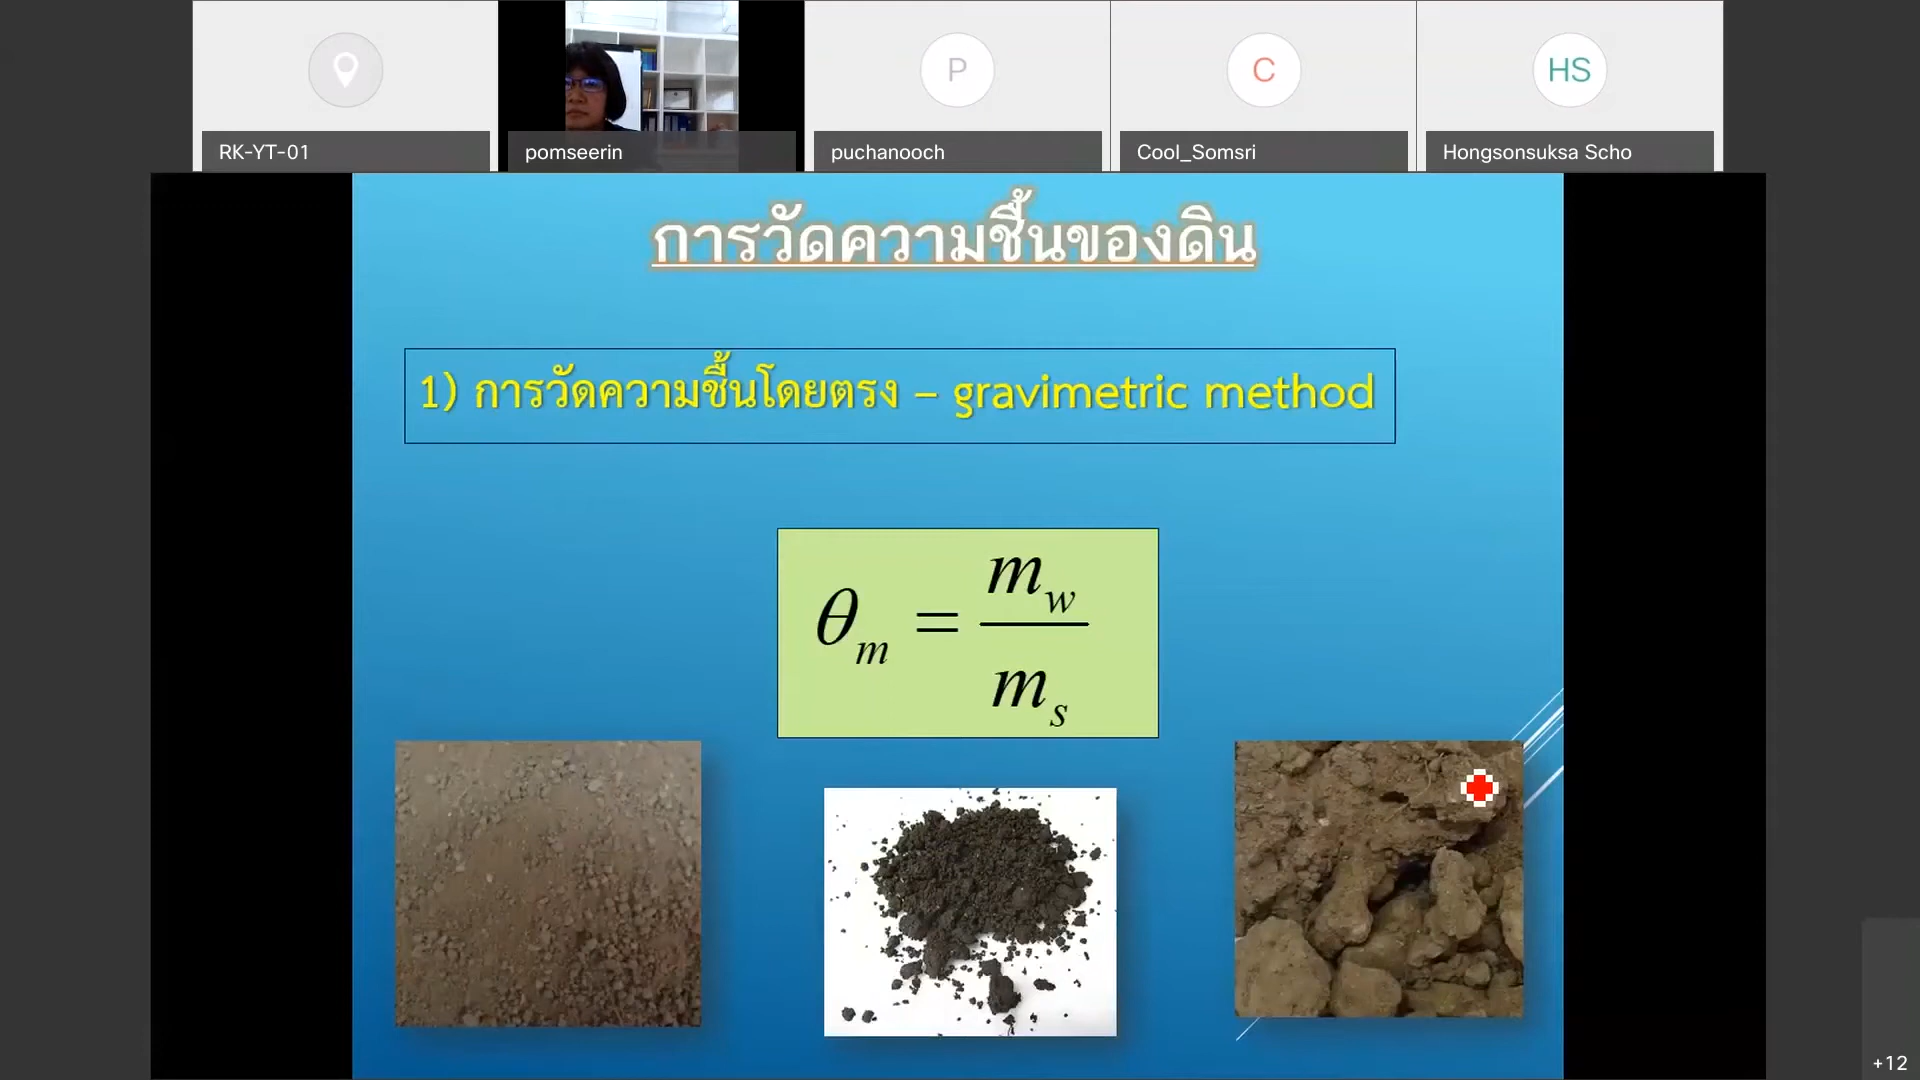 P
C
HS
RK-YT-01
pomseerin
puchanooch
Cool_Somsri
Hongsonsuksa Scho
การวัดความชื้นของดิน
1) การวัดความชื้นโดยตรง – gravimetric method
θm = mw / ms
+12